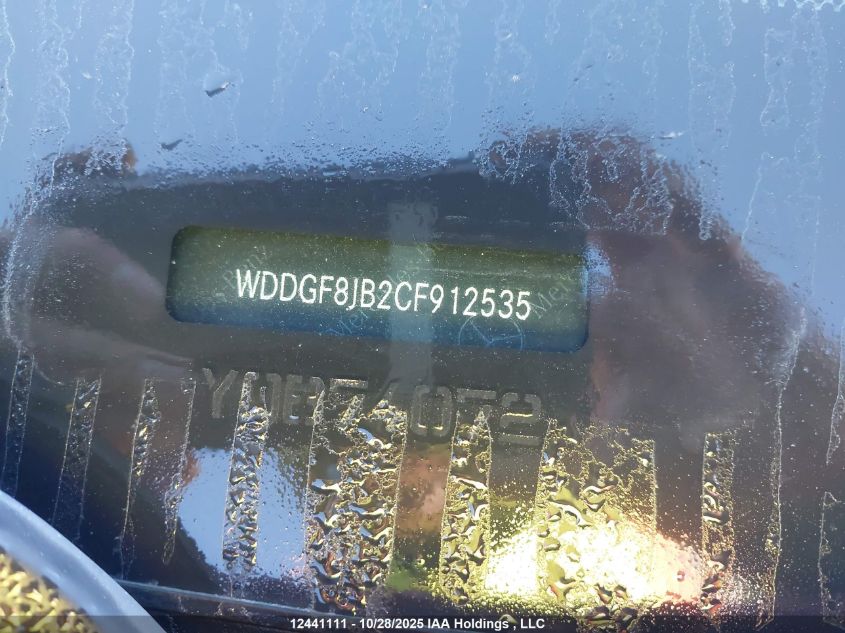 WDDGF8JB2CF912535
12441111 - 10/28/2025 IAA Holdings , LLC